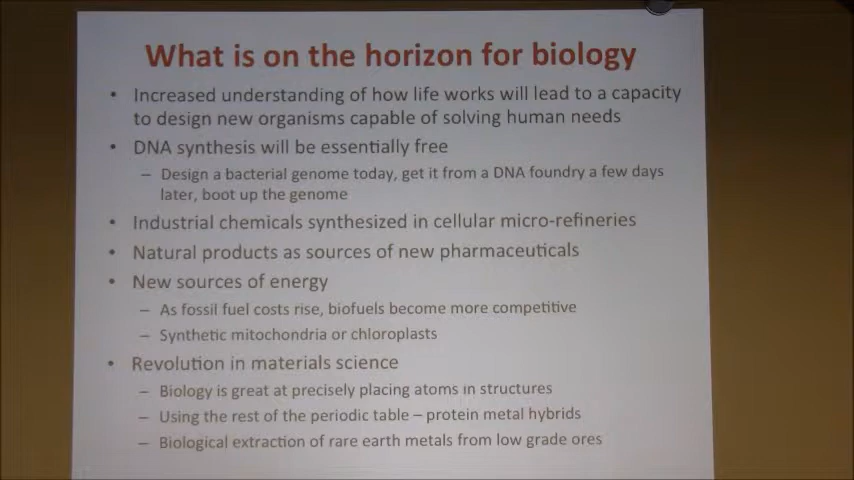 What is on the horizon for biology
• Increased understanding of how life works will lead to a capacity
to design new organisms capable of solving human needs
• DNA synthesis will be essentially free
– Design a bacterial genome today, get it from a DNA foundry a few days
later, boot up the genome
• Industrial chemicals synthesized in cellular micro-refineries
• Natural products as sources of new pharmaceuticals
• New sources of energy
– As fossil fuel costs rise, biofuels become more competitive
– Synthetic mitochondria or chloroplasts
• Revolution in materials science
– Biology is great at precisely placing atoms in structures
– Using the rest of the periodic table – protein metal hybrids
– Biological extraction of rare earth metals from low grade ores